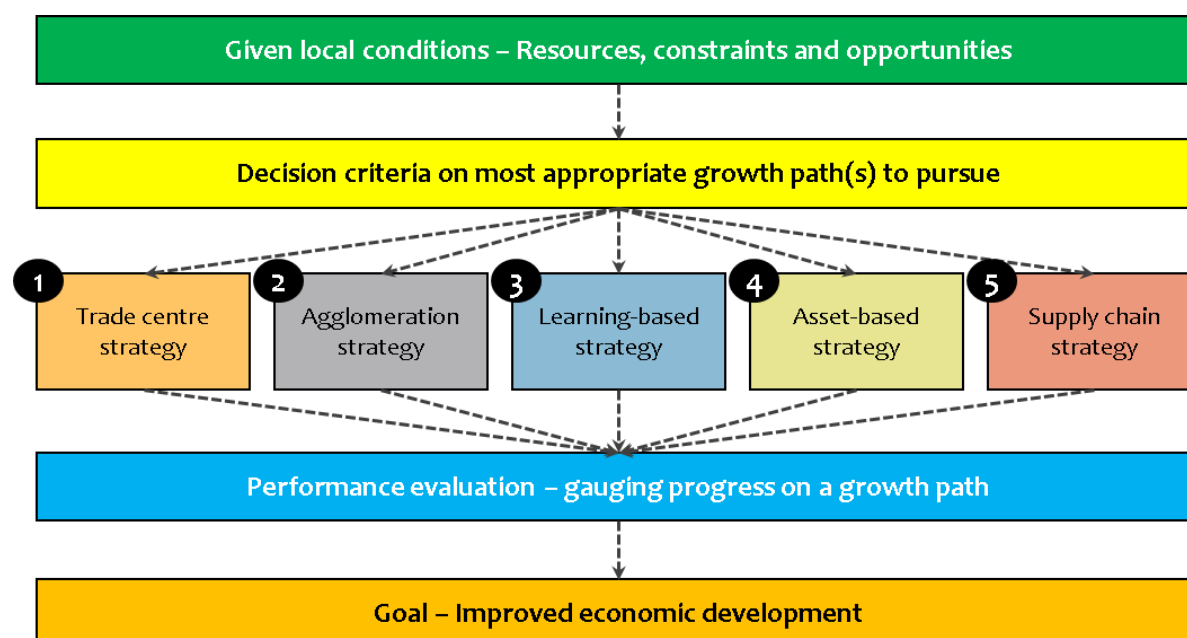 Given local conditions – Resources, constraints and opportunities
Decision criteria on most appropriate growth path(s) to pursue
1
Trade centre
strategy
2
Agglomeration
strategy
3
Learning-based
strategy
4
Asset-based
strategy
5
Supply chain
strategy
Performance evaluation – gauging progress on a growth path
Goal – Improved economic development